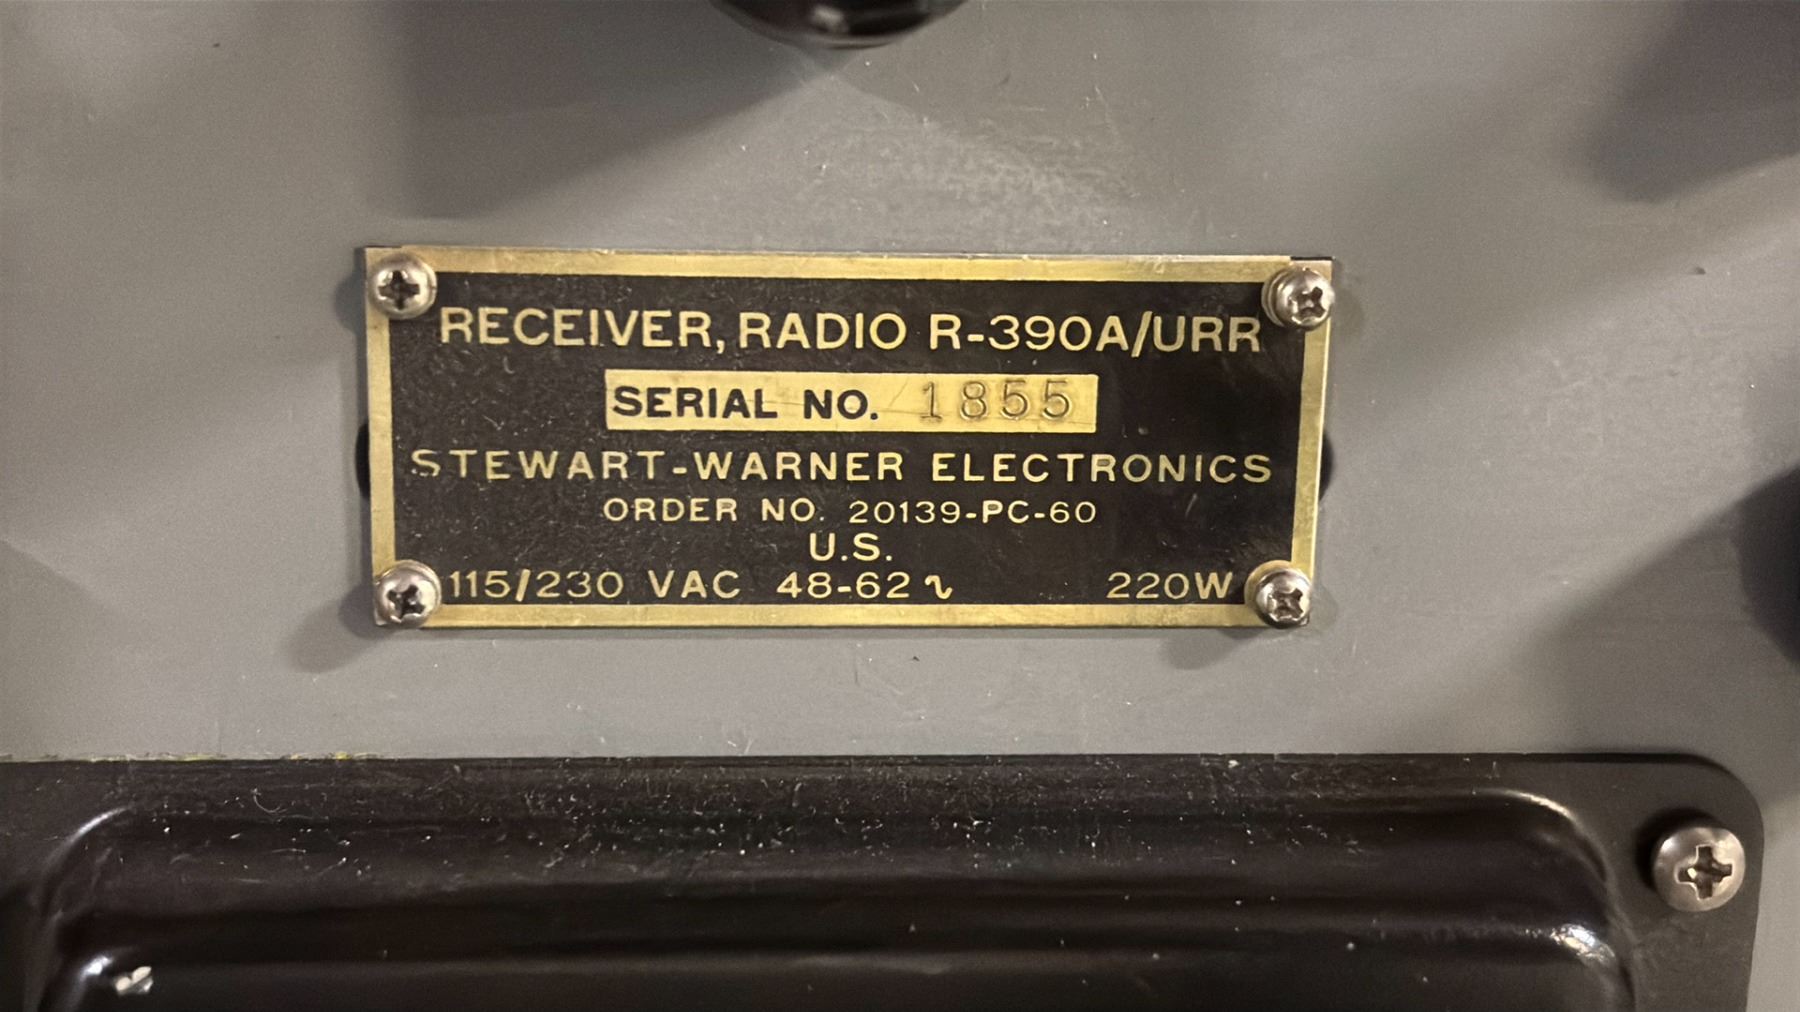 RECEIVER, RADIO R-390A/URR
SERIAL NO. 1855
STEWART-WARNER ELECTRONICS
ORDER NO. 20139-PC-60
U.S.
115/230 VAC 48-62 ∿ 220W